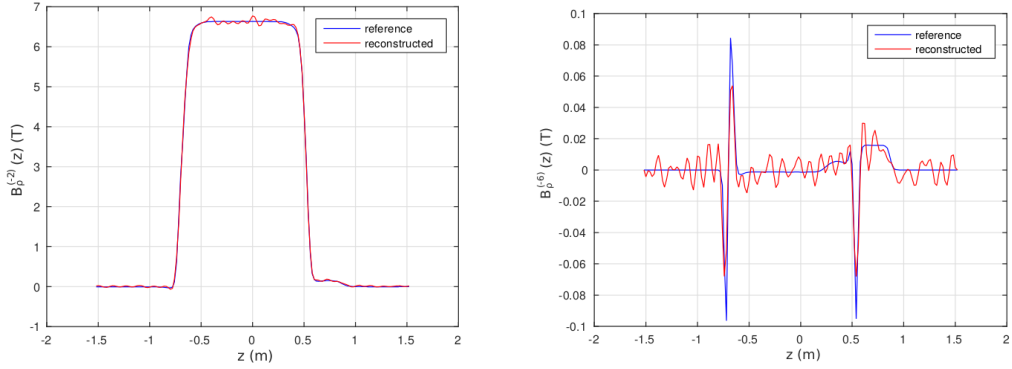 7
6
5
4
3
2
1
0
-1
B_ρ^(-2)(z) (T)
-2 -1.5 -1 -0.5 0 0.5 1 1.5 2
z (m)
reference
reconstructed
0.1
0.08
0.06
0.04
0.02
0
-0.02
-0.04
-0.06
-0.08
-0.1
B_ρ^(-6)(z) (T)
-2 -1.5 -1 -0.5 0 0.5 1 1.5 2
z (m)
reference
reconstructed